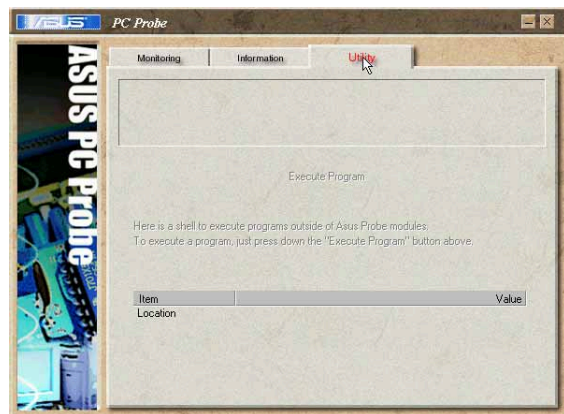 ASUS PC Probe
Monitoring Information Utility
ASUS PC Probe
Execute Program
Here is a shell to execute programs outside of Asus Probe modules.
To execute a program, just press down the "Execute Program" button above.
Item Value
Location